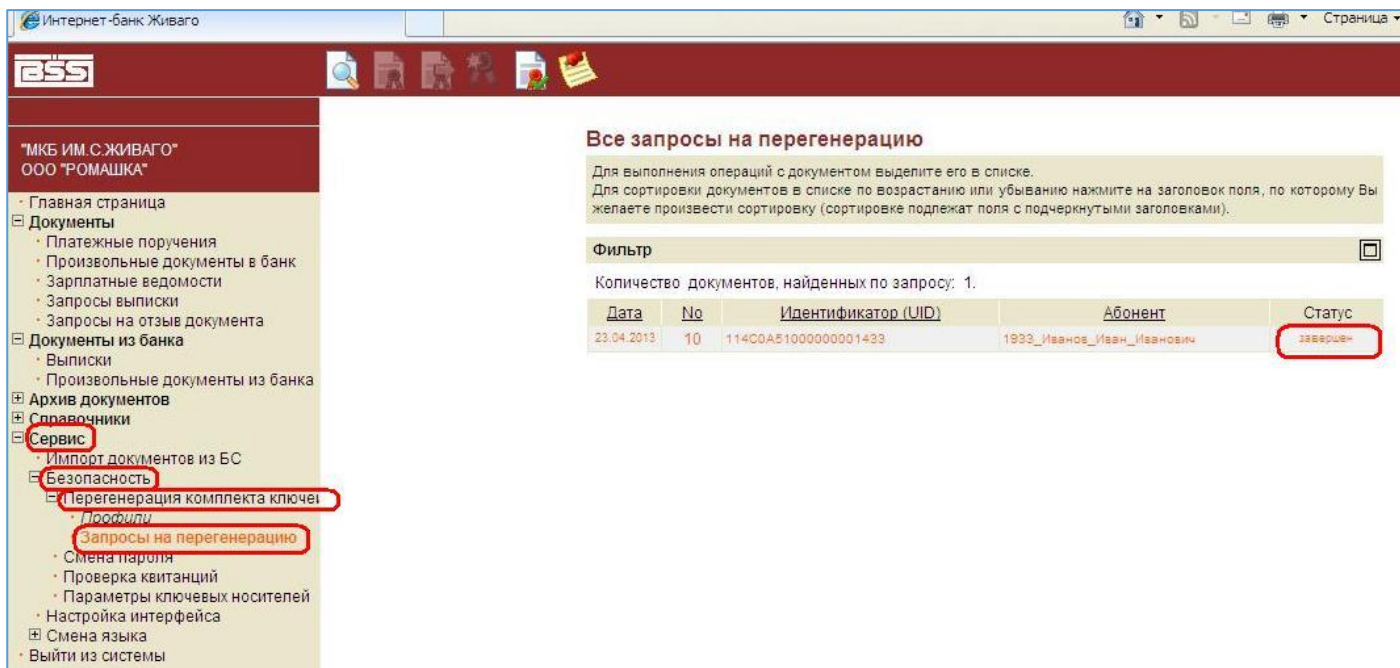 Интернет-банк Живаго
Страница
BSS
"МКБ ИМ.С.ЖИВАГО"
ООО "РОМАШКА"
Главная страница
Документы
Платежные поручения
Произвольные документы в банк
Зарплатные ведомости
Запросы выписки
Запросы на отзыв документа
Документы из банка
Выписки
Произвольные документы из банка
Архив документов
Справочники
Сервис
Импорт документов из БС
Безопасность
Перегенерация комплекта ключей
Профили
Запросы на перегенерацию
Смена пароля
Проверка квитанций
Параметры ключевых носителей
Настройка интерфейса
Смена языка
Выйти из системы
Все запросы на перегенерацию
Для выполнения операций с документом выделите его в списке.
Для сортировки документов в списке по возрастанию или убыванию нажмите на заголовок поля, по которому Вы
желаете произвести сортировку (сортировке подлежат поля с подчеркнутыми заголовками).
Фильтр
Количество документов, найденных по запросу: 1.
Дата No Идентификатор (UID) Абонент Статус
23.04.2013 10 114C0A51000000001433 1933_Иванов_Иван_Иванович завершен